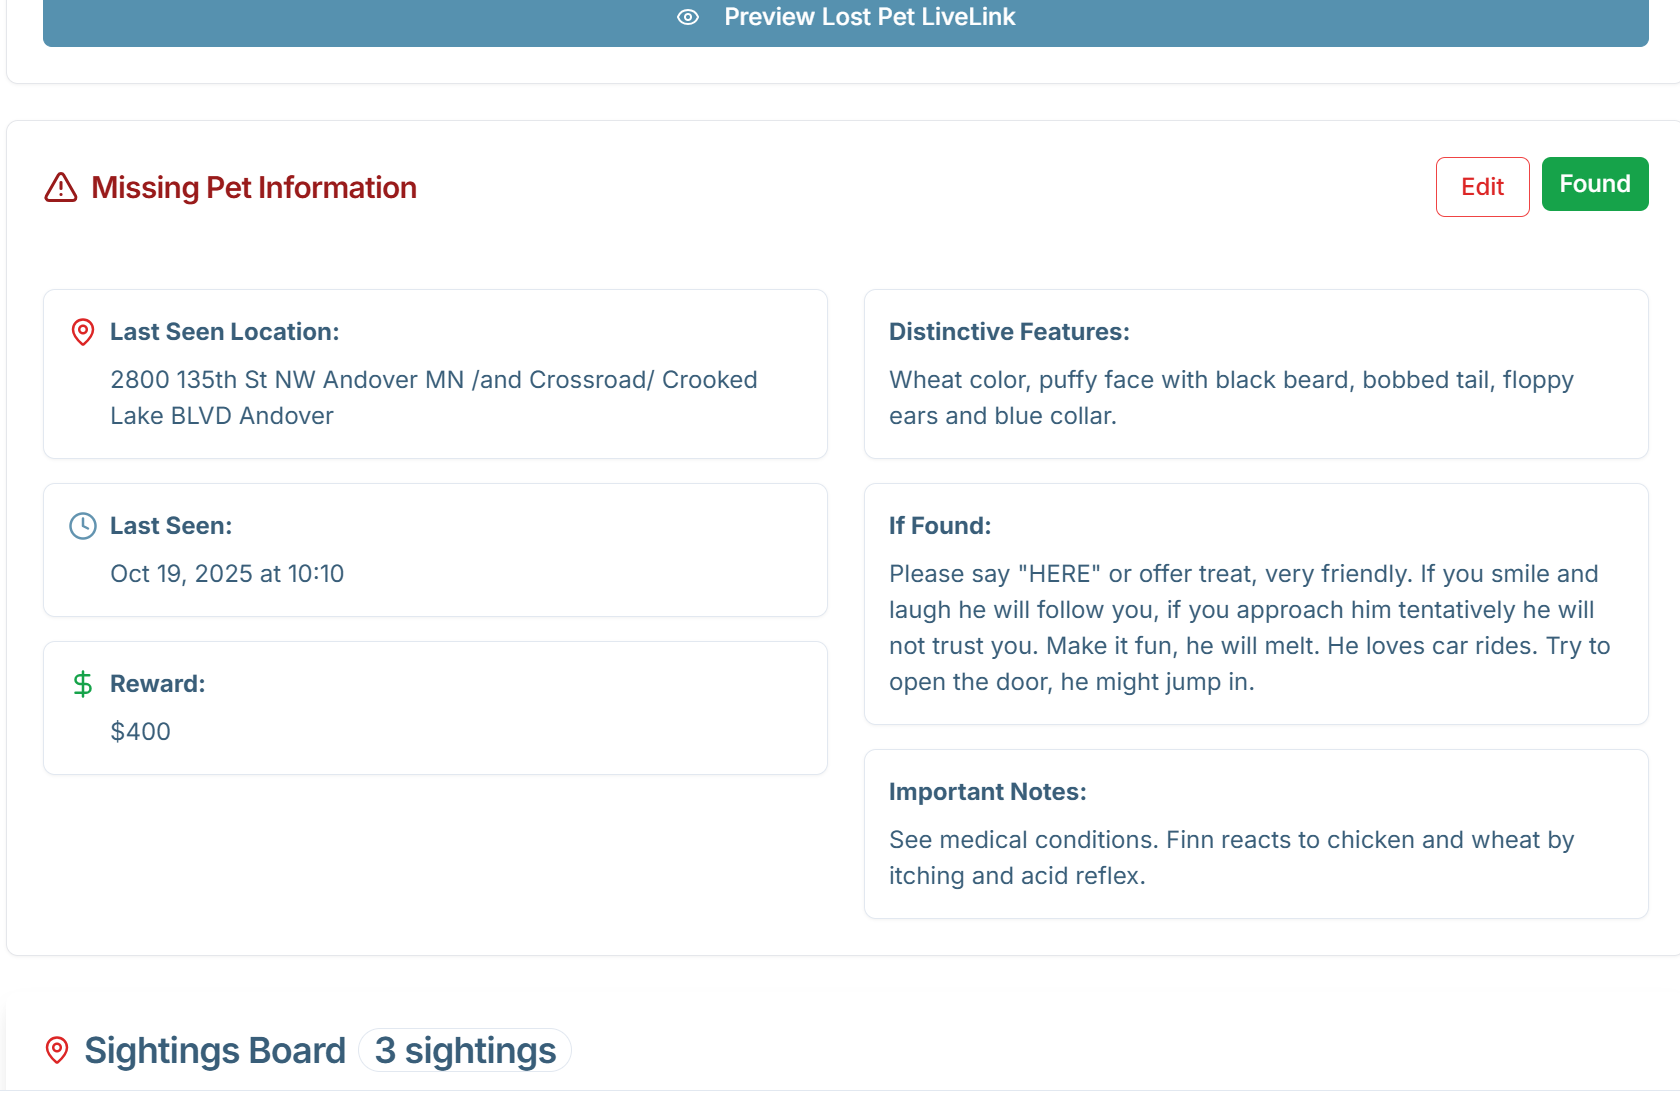 Preview Lost Pet LiveLink
Missing Pet Information
Edit
Found
Last Seen Location:
2800 135th St NW Andover MN /and Crossroad/ Crooked
Lake BLVD Andover
Last Seen:
Oct 19, 2025 at 10:10
Reward:
$400
Distinctive Features:
Wheat color, puffy face with black beard, bobbed tail, floppy
ears and blue collar.
If Found:
Please say "HERE" or offer treat, very friendly. If you smile and
laugh he will follow you, if you approach him tentatively he will
not trust you. Make it fun, he will melt. He loves car rides. Try to
open the door, he might jump in.
Important Notes:
See medical conditions. Finn reacts to chicken and wheat by
itching and acid reflex.
Sightings Board
3 sightings